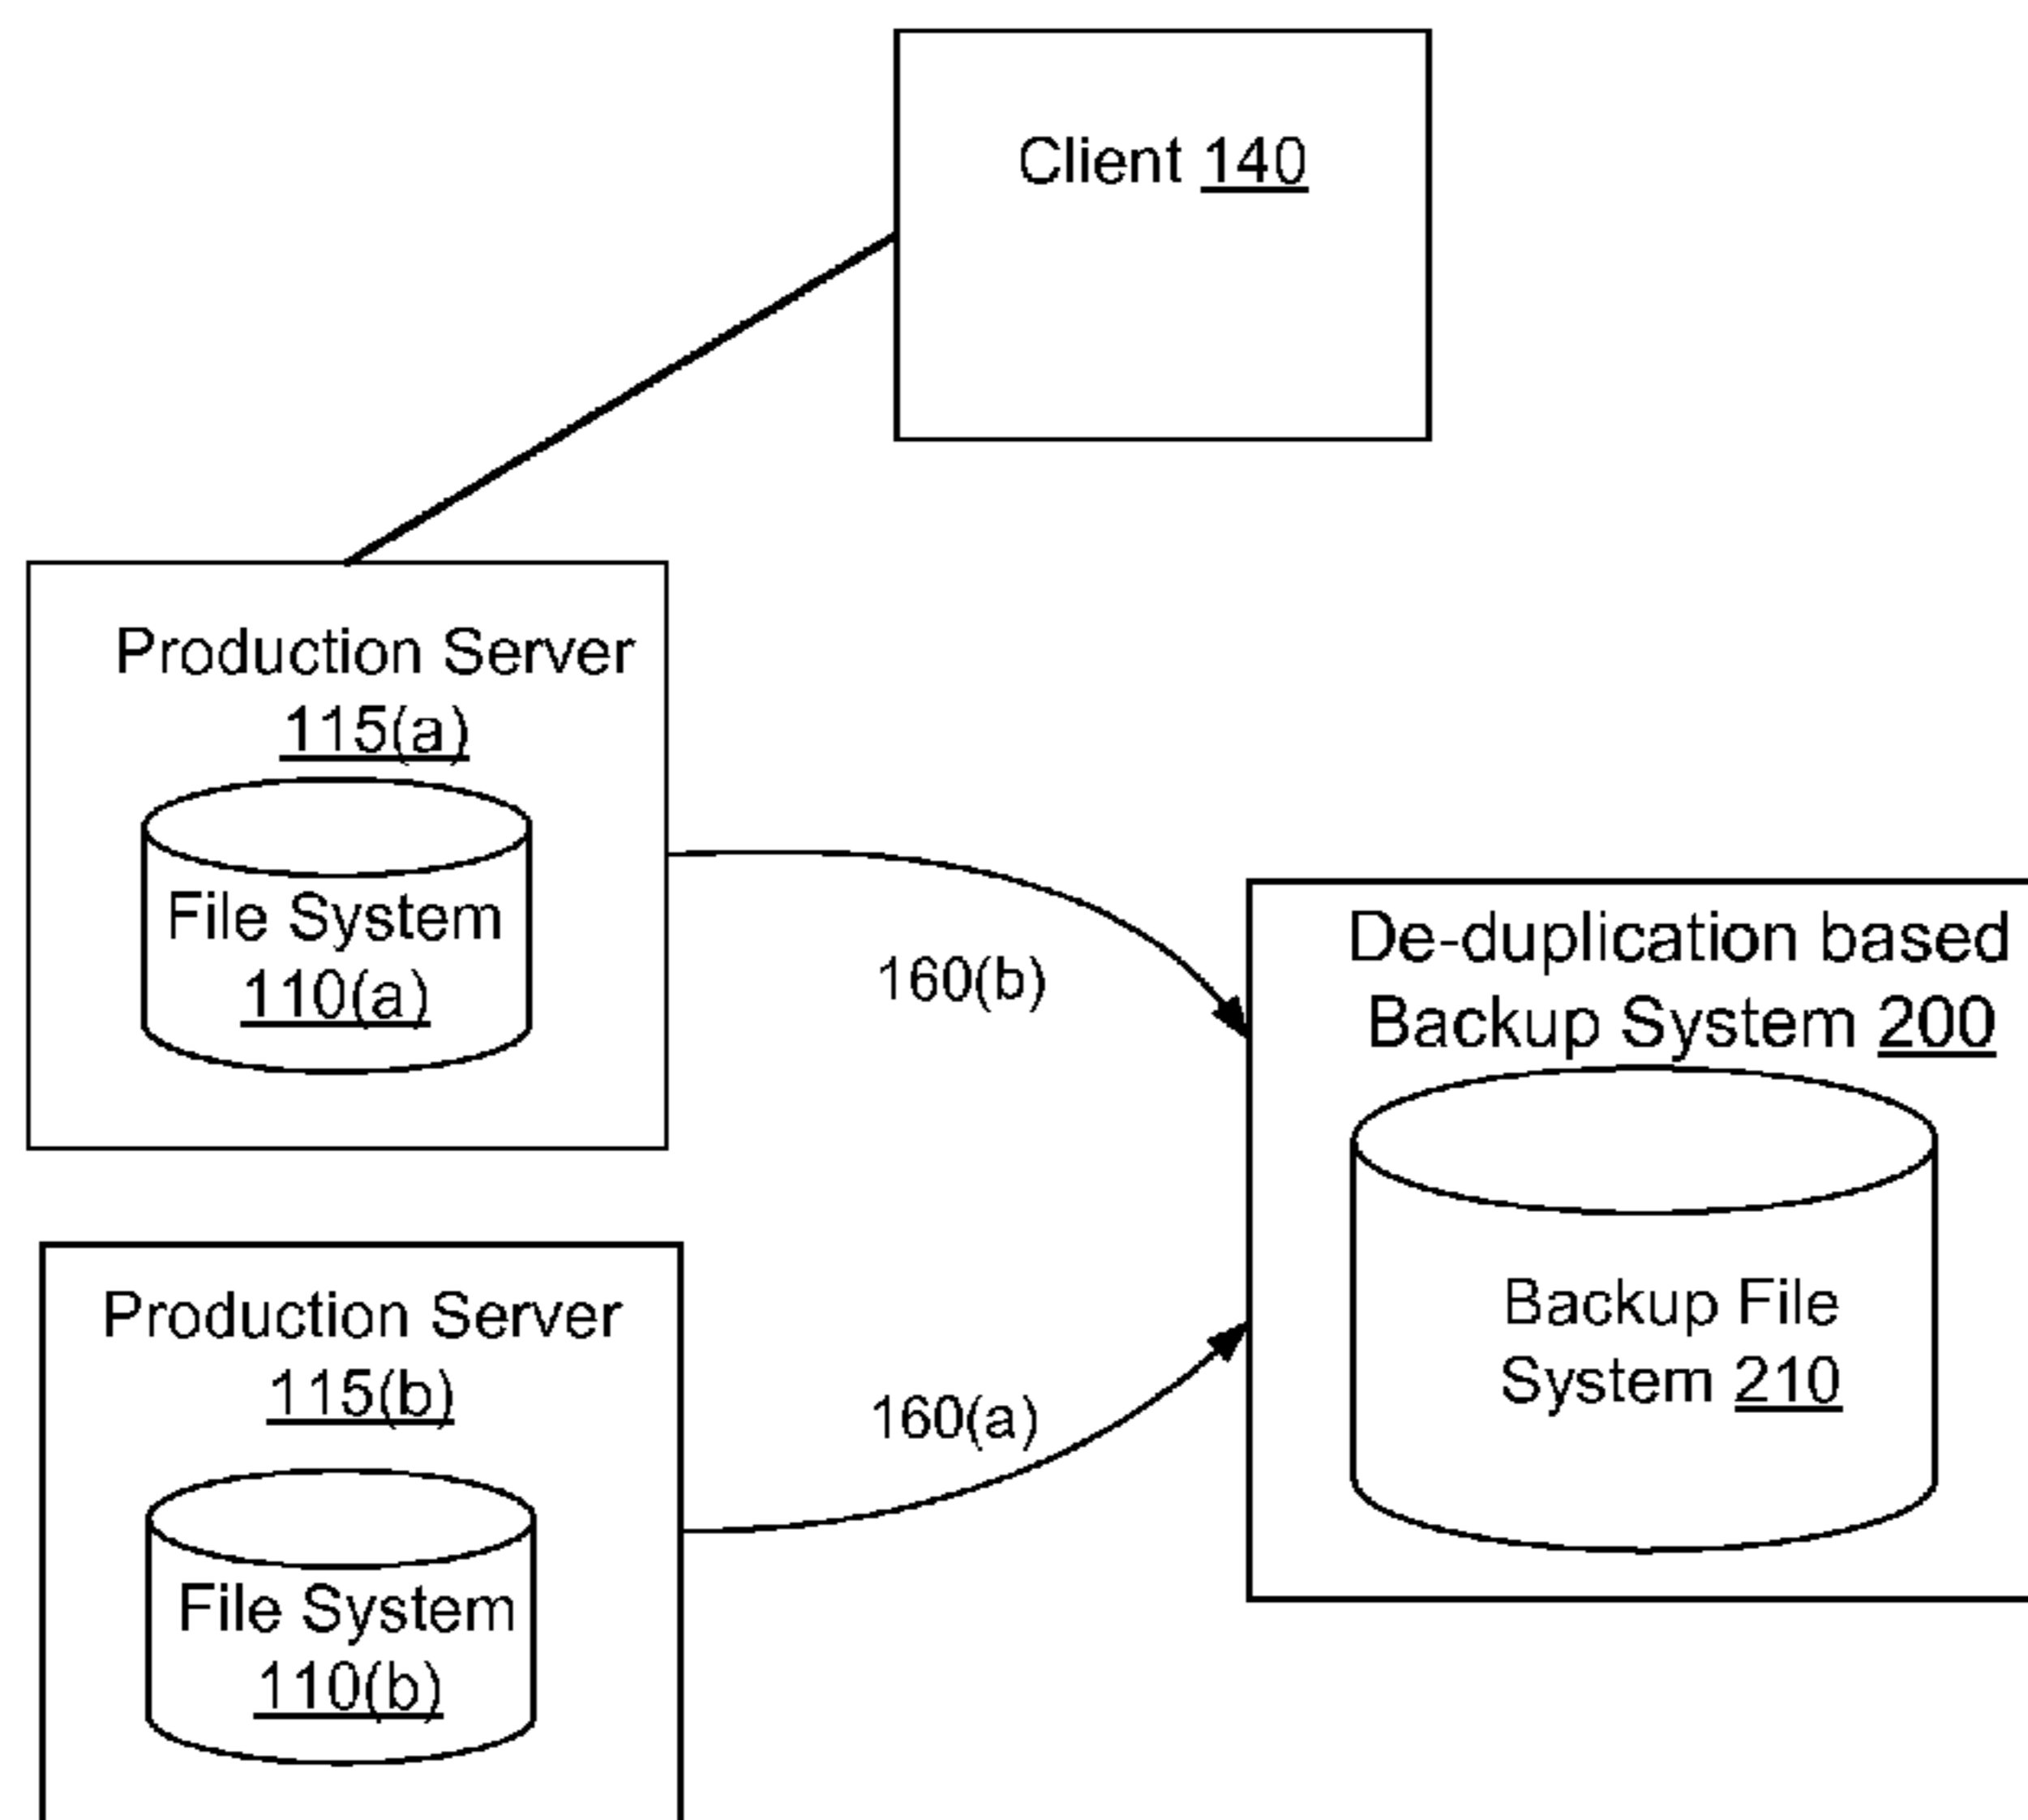 Client 140
Production Server
115(a)
File System
110(a)
160(b)
De-duplication based
Backup System 200
Backup File
System 210
Production Server
115(b)
160(a)
File System
110(b)